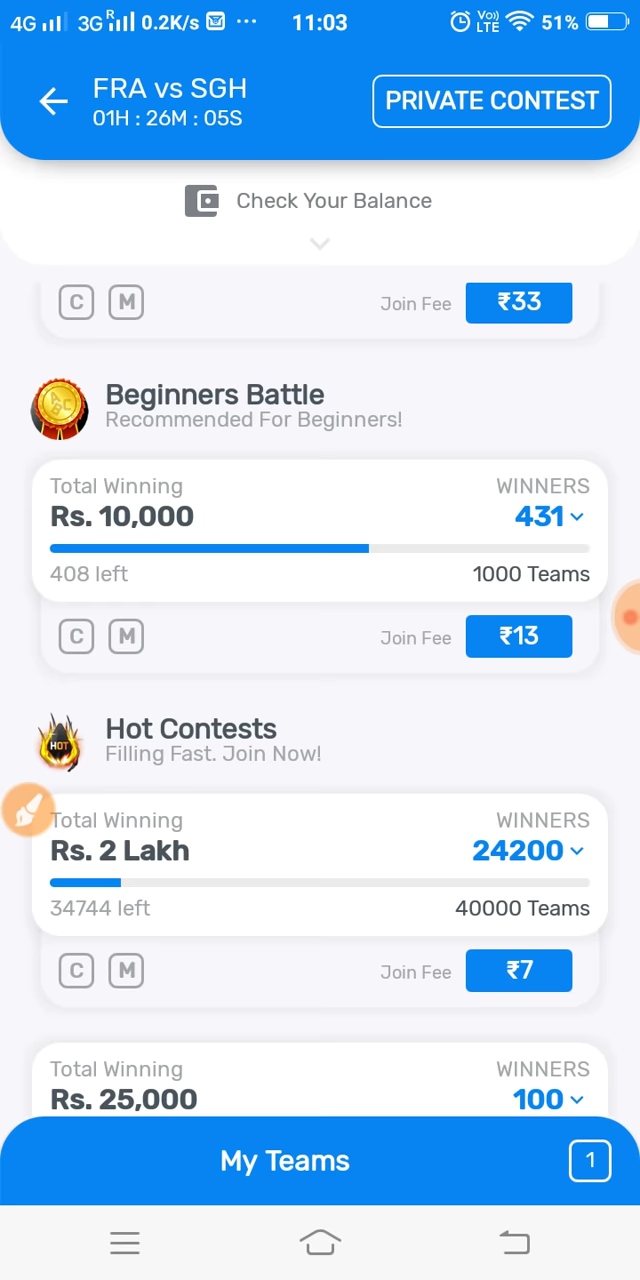 4G 3G R 0.2K/s ... 11:03 Vo) LTE 51%
FRA vs SGH
01H : 26M : 05S
PRIVATE CONTEST
Check Your Balance
C M Join Fee ₹33
Beginners Battle
Recommended For Beginners!
Total Winning WINNERS
Rs. 10,000 431
408 left 1000 Teams
C M Join Fee ₹13
HOT
Hot Contests
Filling Fast. Join Now!
Total Winning WINNERS
Rs. 2 Lakh 24200
34744 left 40000 Teams
C M Join Fee ₹7
Total Winning WINNERS
Rs. 25,000 100
My Teams 1